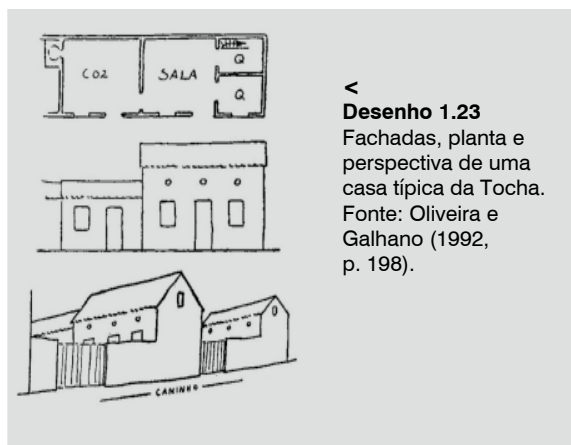 COZ
SALA
Q
Q
CANINHO
<
Desenho 1.23
Fachadas, planta e
perspectiva de uma
casa típica da Tocha.
Fonte: Oliveira e
Galhano (1992,
p. 198).